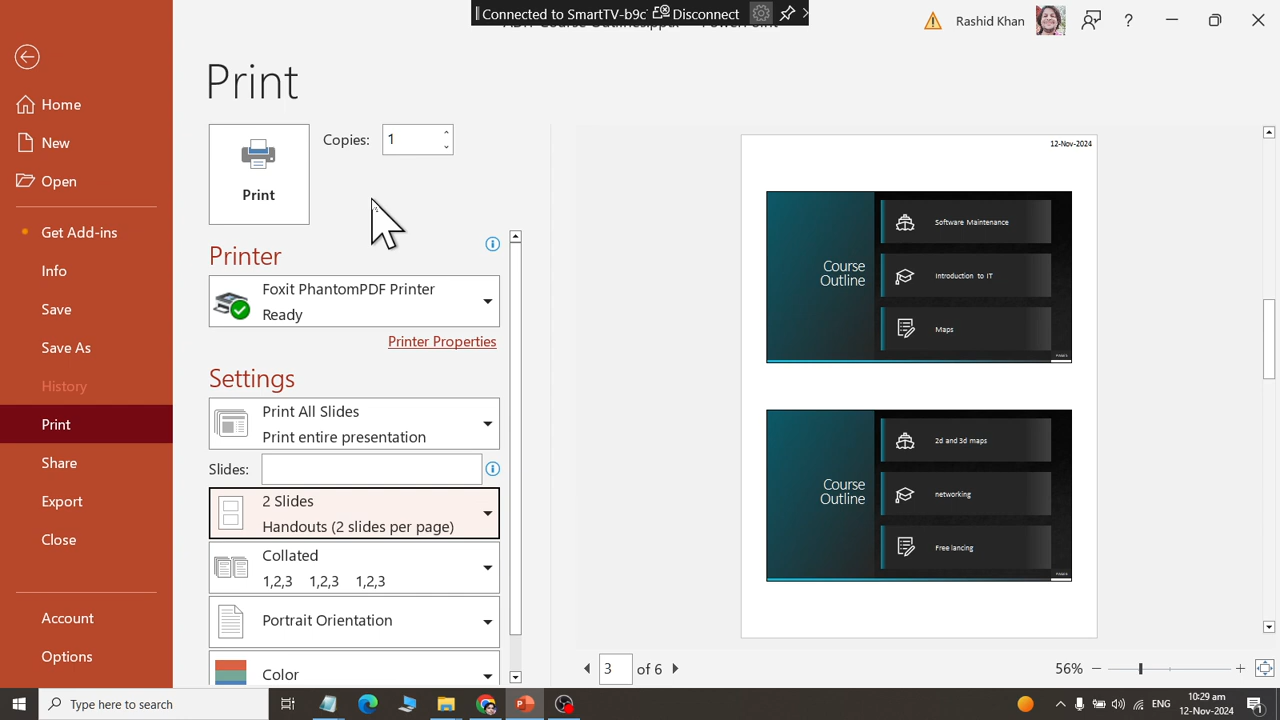 Connected to SmartTV-b9c
Disconnect
Rashid Khan
?
Print
Home
New
Open
Get Add-ins
Info
Save
Save As
History
Print
Share
Export
Close
Account
Options
Print
Copies: 1
Printer
Foxit PhantomPDF Printer
Ready
Printer Properties
Settings
Print All Slides
Print entire presentation
Slides:
2 Slides
Handouts (2 slides per page)
Collated
1,2,3 1,2,3 1,2,3
Portrait Orientation
Color
12-Nov-2024
Course
Outline
Software Maintenance
Introduction to IT
Maps
Course
Outline
2d and 3d maps
networking
Free lancing
3 of 6
56%
Type here to search
ENG
10:29 am
12-Nov-2024
1